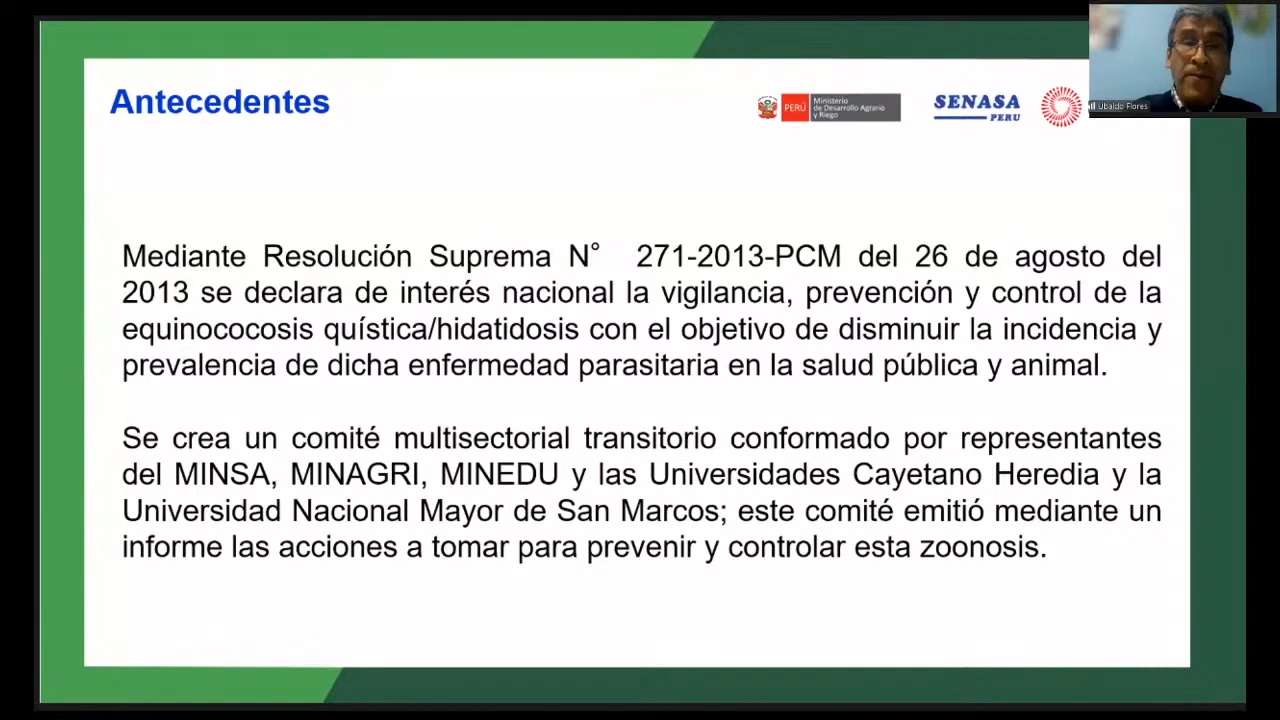 Antecedentes
PERÚ
Ministerio
de Desarrollo Agrario
y Riego
SENASA
PERU
Ubaldo Flores
Mediante Resolución Suprema N° 271-2013-PCM del 26 de agosto del
2013 se declara de interés nacional la vigilancia, prevención y control de la
equinococosis quística/hidatidosis con el objetivo de disminuir la incidencia y
prevalencia de dicha enfermedad parasitaria en la salud pública y animal.
Se crea un comité multisectorial transitorio conformado por representantes
del MINSA, MINAGRI, MINEDU y las Universidades Cayetano Heredia y la
Universidad Nacional Mayor de San Marcos; este comité emitió mediante un
informe las acciones a tomar para prevenir y controlar esta zoonosis.